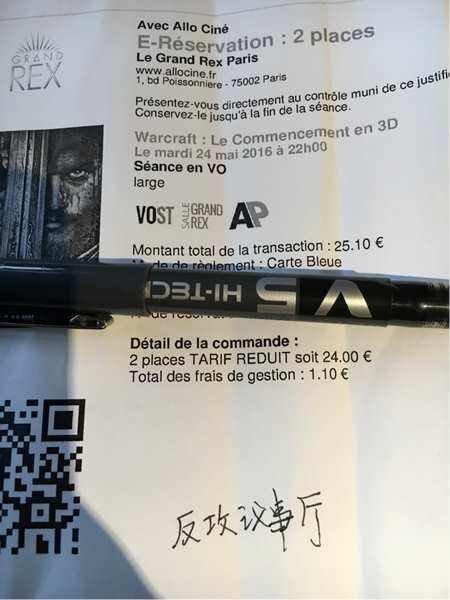 GRAND
REX
Avec Allo Ciné
E-Réservation : 2 places
Le Grand Rex Paris
www.allocine.fr
1, bd Poissonniere - 75002 Paris
Présentez-vous directement au contrôle muni de ce justifi
Conservez-le jusqu'à la fin de la séance.
Warcraft : Le Commencement en 3D
Le mardi 24 mai 2016 à 22h00
Séance en VO
large
VOST SALLE GRAND REX AP
Montant total de la transaction : 25.10 €
Mode de règlement : Carte Bleue
V5 HI-TEC
Détail de la commande :
2 places TARIF REDUIT soit 24.00 €
Total des frais de gestion : 1.10 €
反攻议事厅